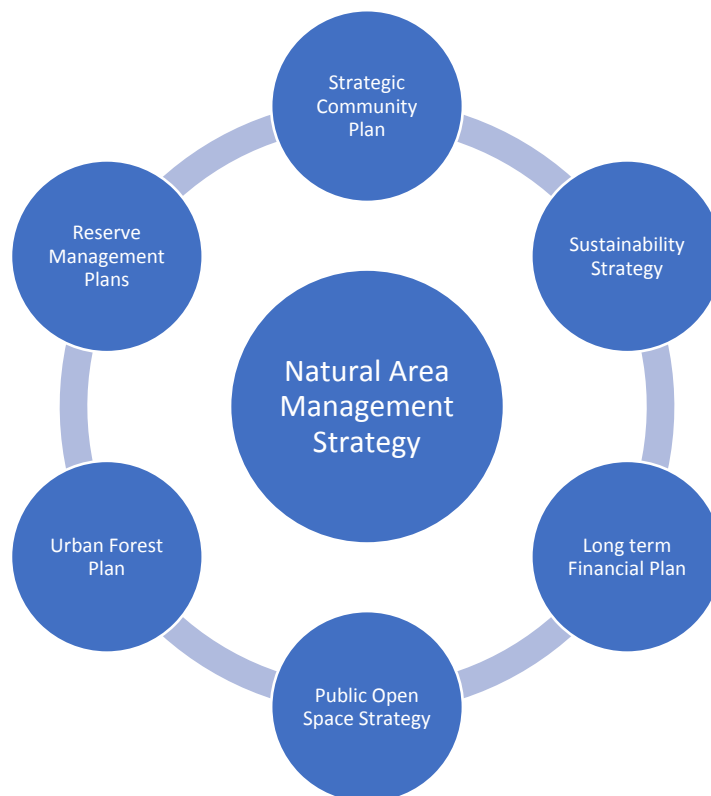 Strategic
Community
Plan
Reserve
Management
Plans
Sustainability
Strategy
Natural Area
Management
Strategy
Urban Forest
Plan
Long term
Financial Plan
Public Open
Space Strategy